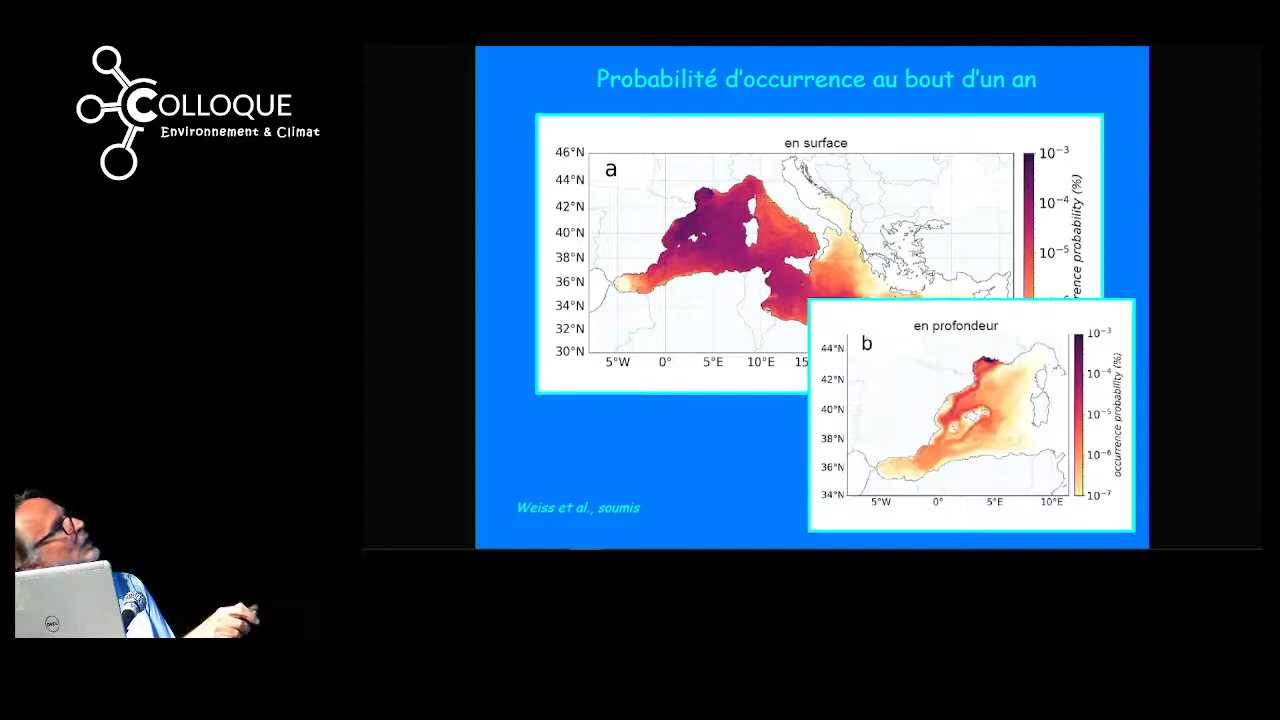 COLLOQUE
Environnement & Climat
Probabilité d'occurrence au bout d'un an
en surface
a
46°N
44°N
42°N
40°N
38°N
36°N
34°N
32°N
30°N
5°W 0° 5°E 10°E 15
10⁻³
10⁻⁴
10⁻⁵
rence probability (%)
en profondeur
b
44°N
42°N
40°N
38°N
36°N
34°N
5°W 0° 5°E 10°E
10⁻³
10⁻⁴
10⁻⁵
10⁻⁶
10⁻⁷
occurrence probability (%)
Weiss et al., soumis
DELL